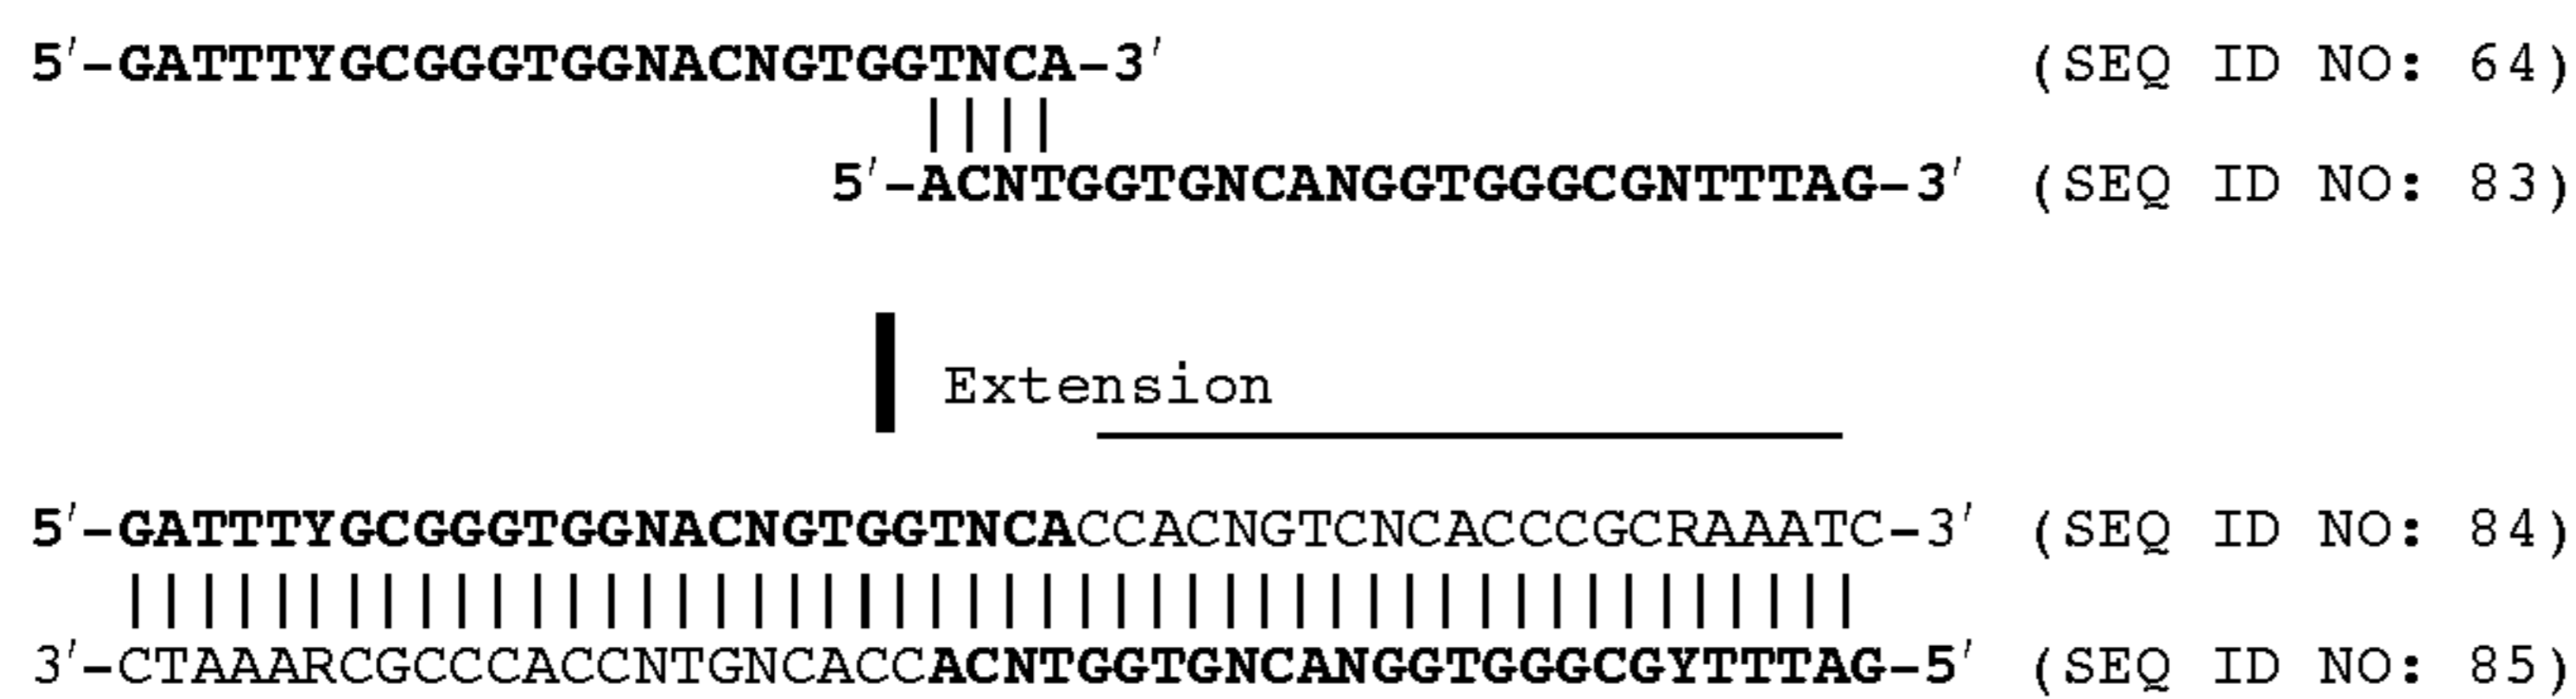 5'-GATTTYGCGGGTGGNACNGTGGTNCA-3' (SEQ ID NO: 64)
5'-ACNTGGTGNCANGGTGGGCGNTTTAG-3' (SEQ ID NO: 83)
Extension
5'-GATTTYGCGGGTGGNACNGTGGTNCACCACNGTCNCACCCGCRAAATC-3' (SEQ ID NO: 84)
3'-CTAAARCGCCCACCNTGNCACCACNTGGTGNCANGGTGGGCGYTTTAG-5' (SEQ ID NO: 85)